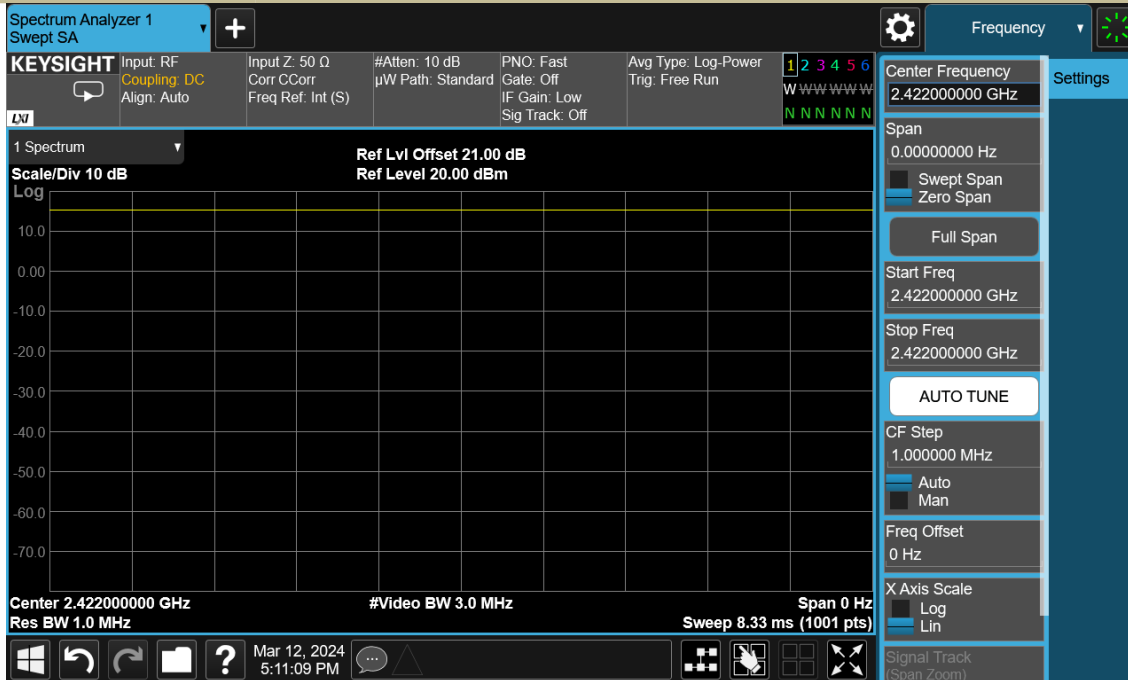 Spectrum Analyzer 1
Swept SA
+
Frequency
KEYSIGHT
LXI
Input: RF
Coupling: DC
Align: Auto
Input Z: 50 Ω
Corr CCorr
Freq Ref: Int (S)
#Atten: 10 dB
µW Path: Standard
PNO: Fast
Gate: Off
IF Gain: Low
Sig Track: Off
Avg Type: Log-Power
Trig: Free Run
1 2 3 4 5 6
W W W W W W
N N N N N N
1 Spectrum
Scale/Div 10 dB
Log
Ref Lvl Offset 21.00 dB
Ref Level 20.00 dBm
10.0
0.00
-10.0
-20.0
-30.0
-40.0
-50.0
-60.0
-70.0
Center 2.422000000 GHz
#Video BW 3.0 MHz
Span 0 Hz
Res BW 1.0 MHz
Sweep 8.33 ms (1001 pts)
Center Frequency
2.422000000 GHz
Span
0.00000000 Hz
Swept Span
Zero Span
Full Span
Start Freq
2.422000000 GHz
Stop Freq
2.422000000 GHz
AUTO TUNE
CF Step
1.000000 MHz
Auto
Man
Freq Offset
0 Hz
X Axis Scale
Log
Lin
Signal Track
(Span Zoom)
Settings
?
Mar 12, 2024
5:11:09 PM